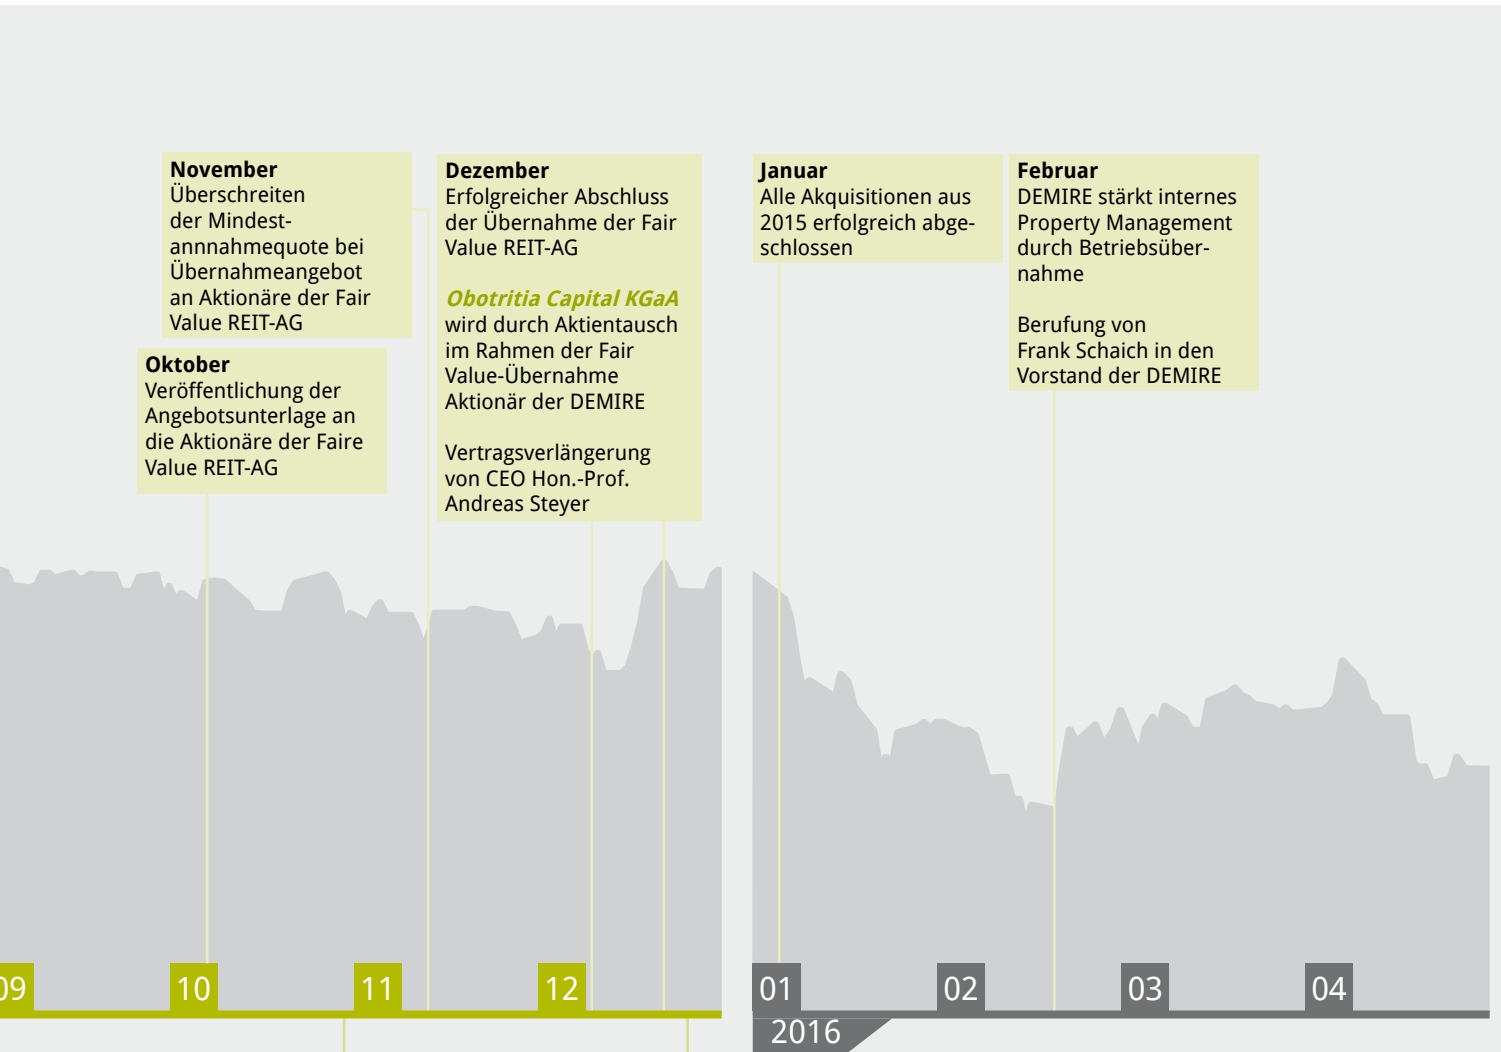 November
Überschreiten
der Mindest-
annnahmequote bei
Übernahmeangebot
an Aktionäre der Fair
Value REIT-AG
Oktober
Veröffentlichung der
Angebotsunterlage an
die Aktionäre der Faire
Value REIT-AG
Dezember
Erfolgreicher Abschluss
der Übernahme der Fair
Value REIT-AG
Obotritia Capital KGaA
wird durch Aktientausch
im Rahmen der Fair
Value-Übernahme
Aktionär der DEMIRE
Vertragsverlängerung
von CEO Hon.-Prof.
Andreas Steyer
Januar
Alle Akquisitionen aus
2015 erfolgreich abge-
schlossen
Februar
DEMIRE stärkt internes
Property Management
durch Betriebsüber-
nahme
Berufung von
Frank Schaich in den
Vorstand der DEMIRE
09
10
11
12
01
02
03
04
2016